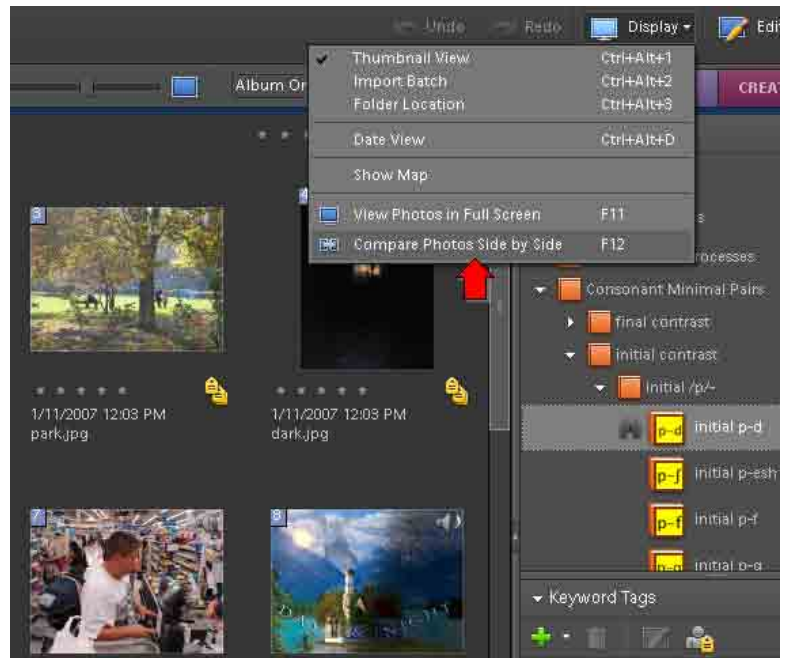 Undo Redo Display Edi
Album Or
CREA
✔ Thumbnail View Ctrl+Alt+1
Import Batch Ctrl+Alt+2
Folder Location Ctrl+Alt+3
Date View Ctrl+Alt+D
Show Map
View Photos in Full Screen F11
Compare Photos Side by Side F12
s
rocesses
Consonant Minimal Pairs
final contrast
initial contrast
initial /p/-
p-d initial p-d
p-ʃ initial p-esh
p-f initial p-f
p-g initial p-g
Keyword Tags
3
4
1/11/2007 12:03 PM
park.jpg
1/11/2007 12:03 PM
dark.jpg
7
8